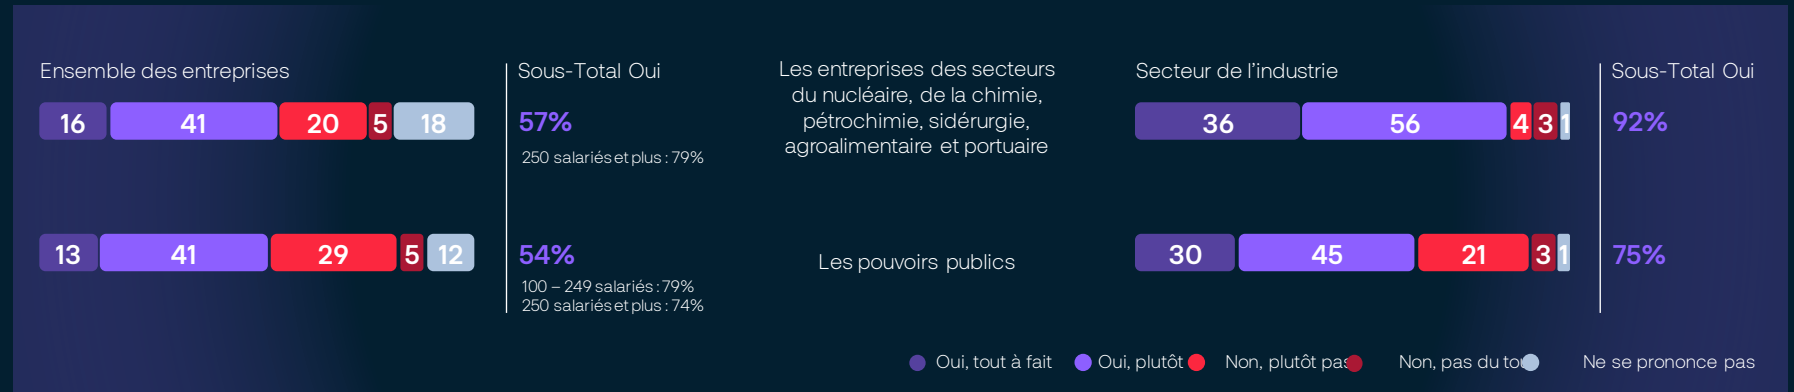 Ensemble des entreprises
Sous-Total Oui
16 41 20 5 18
57%
250 salariés et plus : 79%
Les entreprises des secteurs
du nucléaire, de la chimie,
pétrochimie, sidérurgie,
agroalimentaire et portuaire
Secteur de l'industrie
Sous-Total Oui
36 56 4 3 1
92%
13 41 29 5 12
54%
100 – 249 salariés : 79%
250 salariés et plus : 74%
Les pouvoirs publics
30 45 21 3 1
75%
Oui, tout à fait Oui, plutôt Non, plutôt pas Non, pas du tou Ne se prononce pas